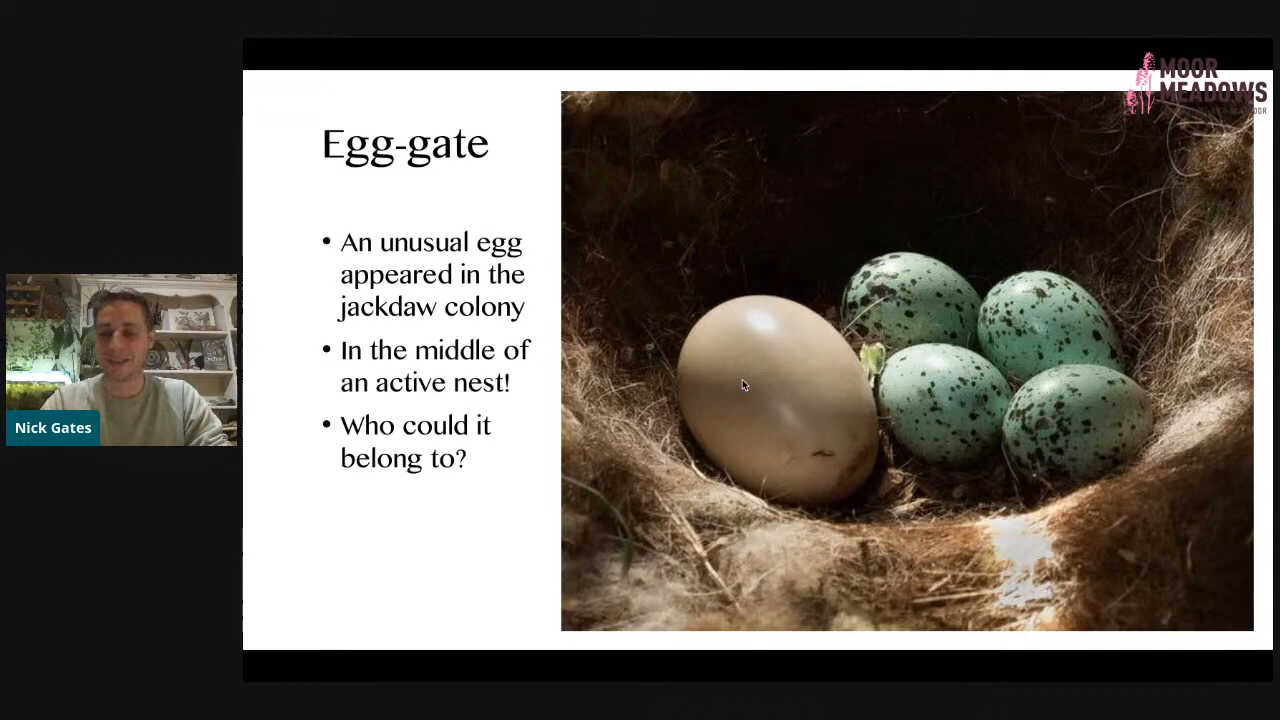 MOOR
MEADOWS
Egg-gate
• An unusual egg
appeared in the
jackdaw colony
• In the middle of
an active nest!
• Who could it
belong to?
Nick Gates